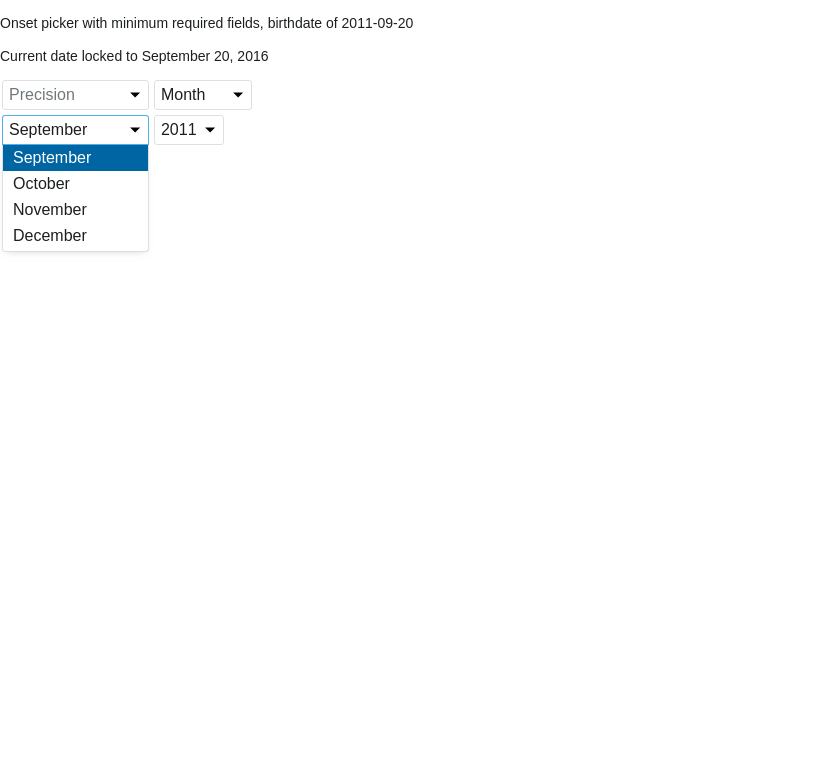 Onset picker with minimum required fields, birthdate of 2011-09-20
Current date locked to September 20, 2016
Precision Month
September 2011
September
October
November
December